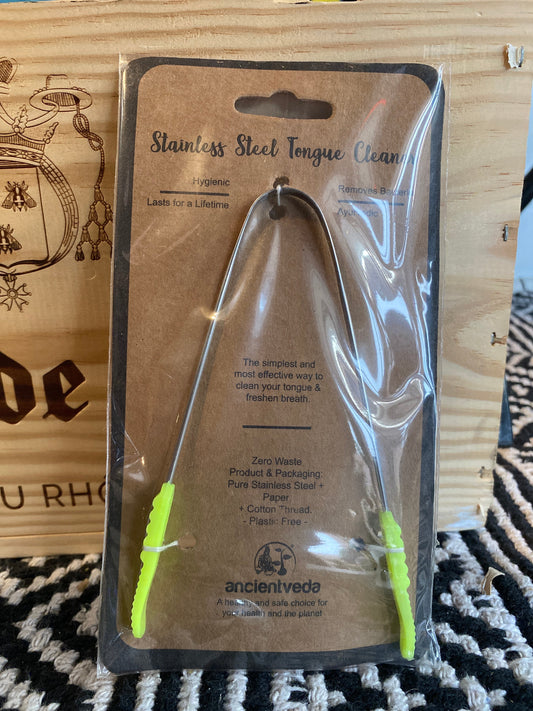 Stainless Steel Tongue Cleaner
Hygienic
Lasts for a Lifetime
Removes Bacteria
Ayurvedic
The simplest and
most effective way to
clean your tongue &
freshen breath.
Zero Waste
Product & Packaging:
Pure Stainless Steel +
Paper
+ Cotton Thread.
- Plastic Free -
ancientveda
A healthy and safe choice for
your health and the planet
de
U RHO